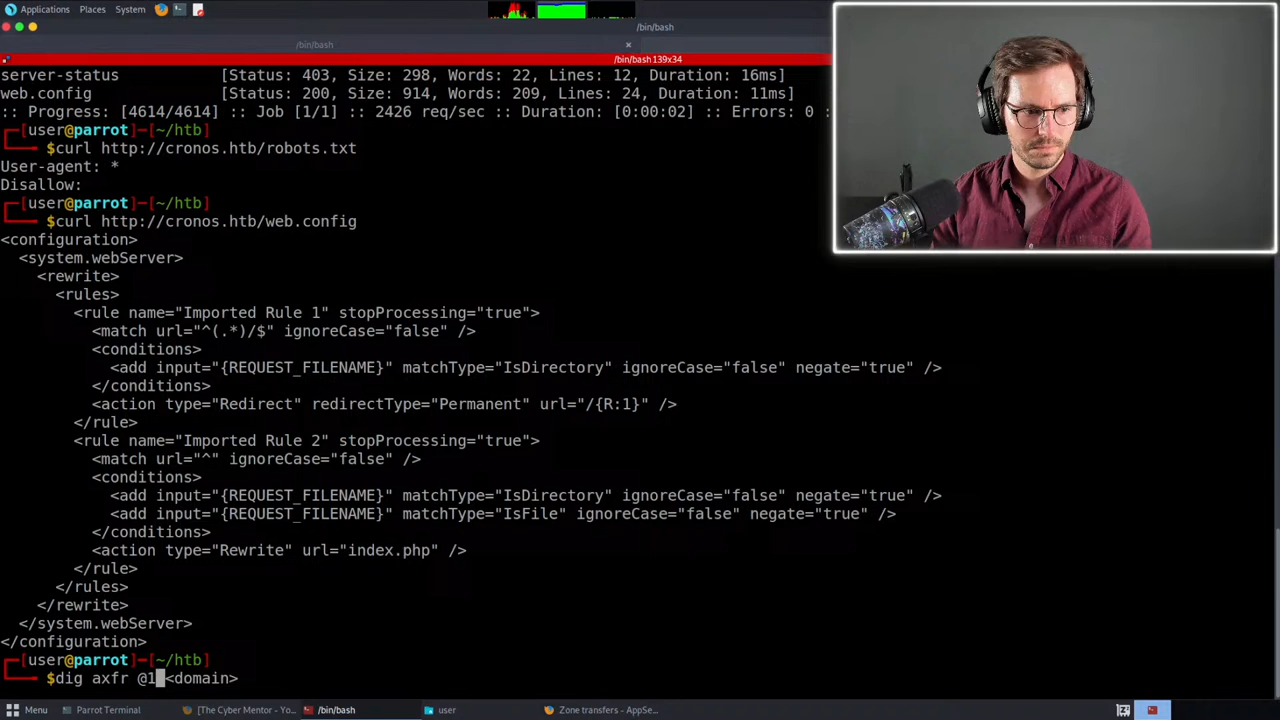 Applications Places System
/bin/bash
/bin/bash ×
/bin/bash 139x34
server-status [Status: 403, Size: 298, Words: 22, Lines: 12, Duration: 16ms]
web.config [Status: 200, Size: 914, Words: 209, Lines: 24, Duration: 11ms]
:: Progress: [4614/4614] :: Job [1/1] :: 2426 req/sec :: Duration: [0:00:02] :: Errors: 0 :
[user@parrot]-[~/htb]
$curl http://cronos.htb/robots.txt
User-agent: *
Disallow:
[user@parrot]-[~/htb]
$curl http://cronos.htb/web.config
<configuration>
<system.webServer>
<rewrite>
<rules>
<rule name="Imported Rule 1" stopProcessing="true">
<match url="^(.*)/$" ignoreCase="false" />
<conditions>
<add input="{REQUEST_FILENAME}" matchType="IsDirectory" ignoreCase="false" negate="true" />
</conditions>
<action type="Redirect" redirectType="Permanent" url="/{R:1}" />
</rule>
<rule name="Imported Rule 2" stopProcessing="true">
<match url="^" ignoreCase="false" />
<conditions>
<add input="{REQUEST_FILENAME}" matchType="IsDirectory" ignoreCase="false" negate="true" />
<add input="{REQUEST_FILENAME}" matchType="IsFile" ignoreCase="false" negate="true" />
</conditions>
<action type="Rewrite" url="index.php" />
</rule>
</rules>
</rewrite>
</system.webServer>
</configuration>
[user@parrot]-[~/htb]
$dig axfr @1 <domain>
Menu Parrot Terminal [The Cyber Mentor - Yo... /bin/bash user Zone transfers - AppSe...